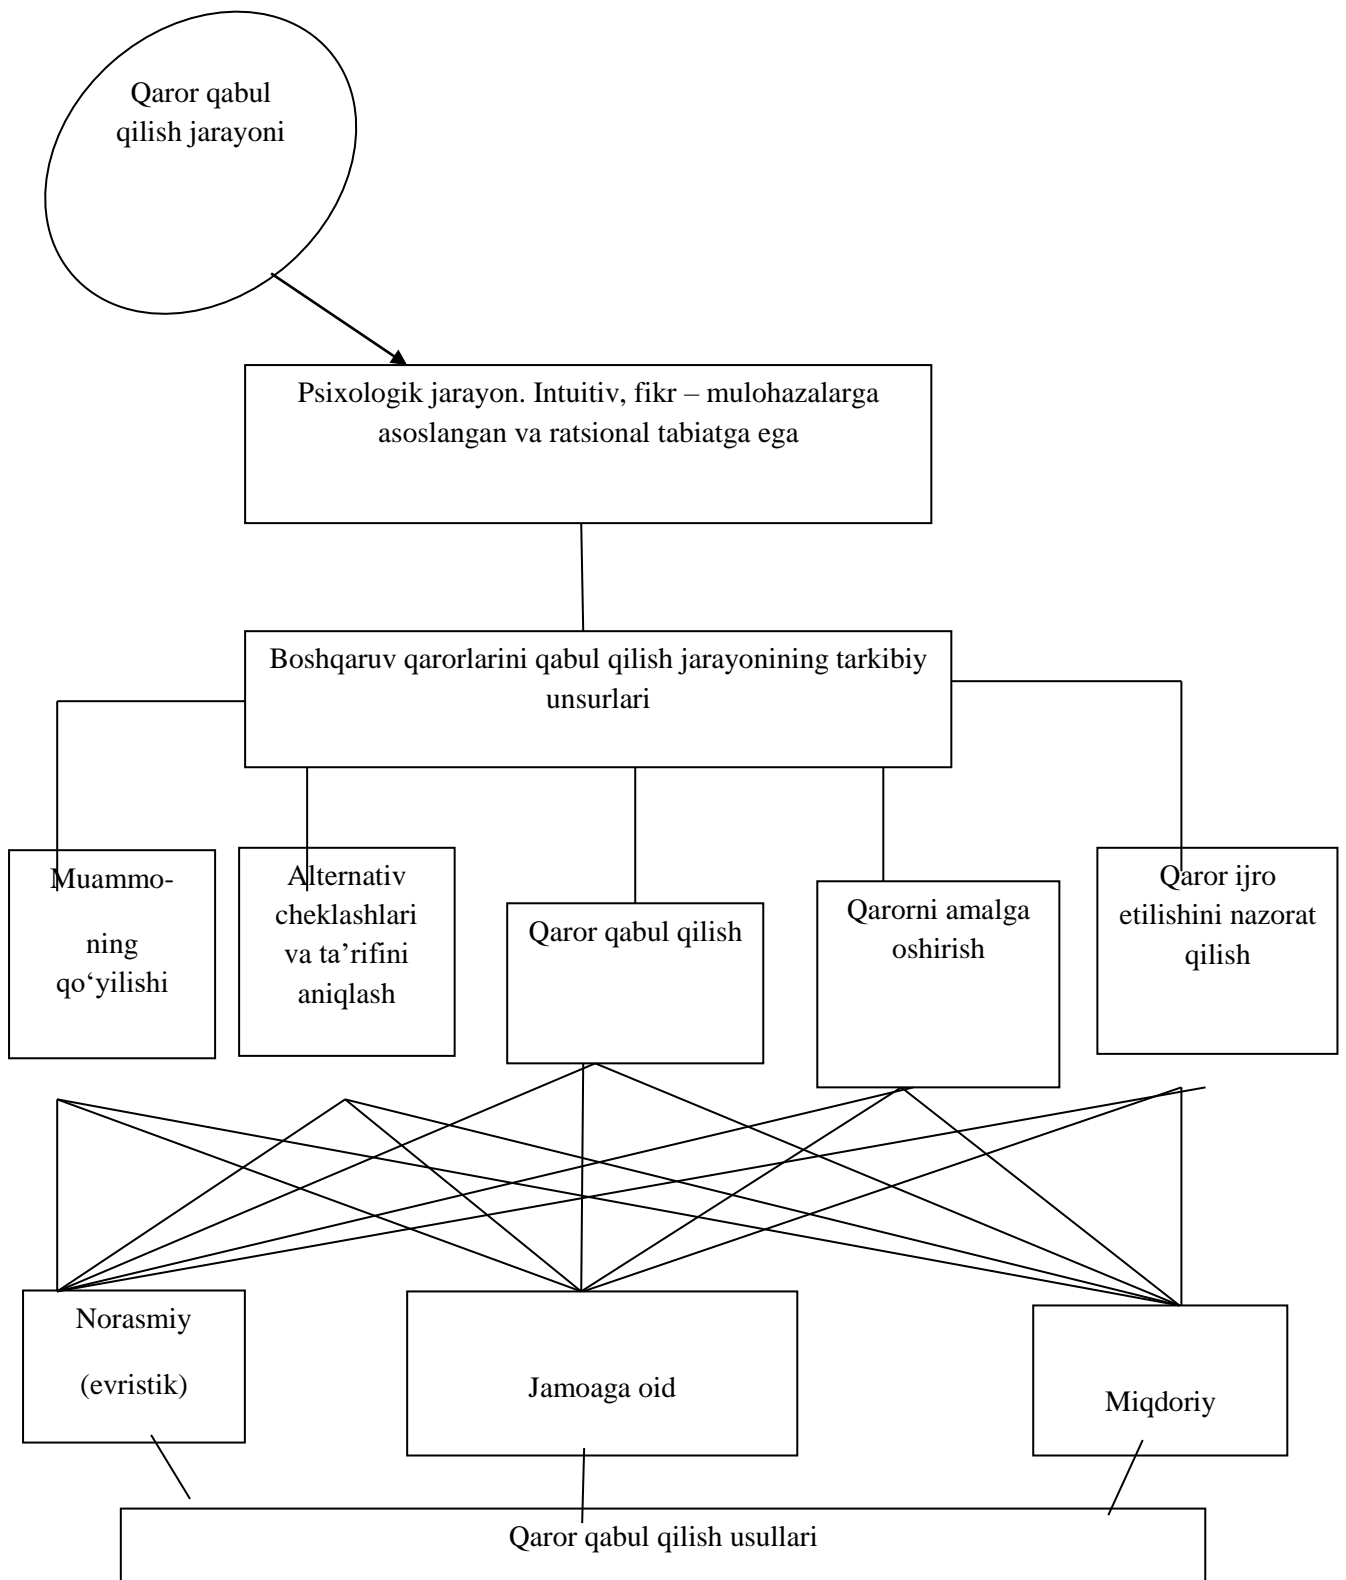 Qaror qabul
qilish jarayoni
Psixologik jarayon. Intuitiv, fikr – mulohazalarga
asoslangan va ratsional tabiatga ega
Boshqaruv qarorlarini qabul qilish jarayonining tarkibiy
unsurlari
Muammo-
ning
qo‘yilishi
Alternativ
cheklashlari
va ta’rifini
aniqlash
Qaror qabul qilish
Qarorni amalga
oshirish
Qaror ijro
etilishini nazorat
qilish
Norasmiy
(evristik)
Jamoaga oid
Miqdoriy
Qaror qabul qilish usullari